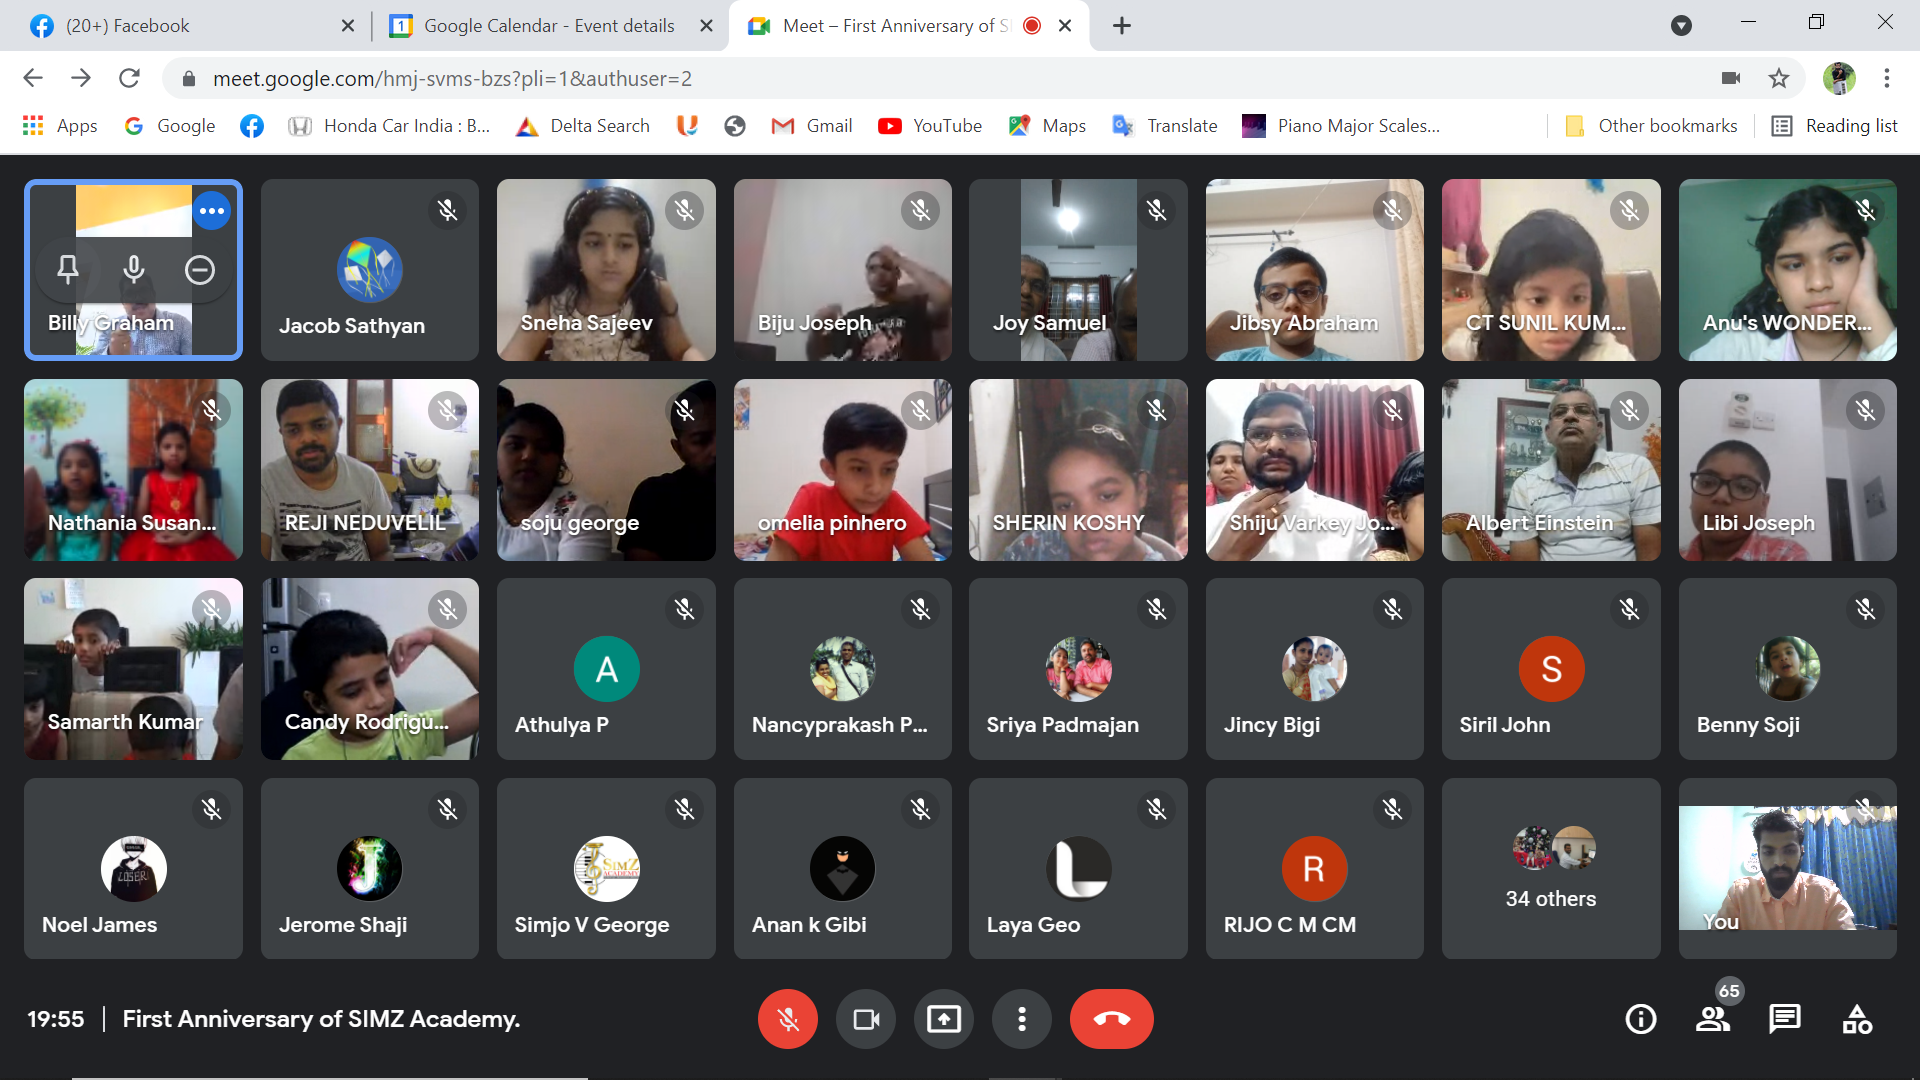 (20+) Facebook
Google Calendar - Event details
Meet – First Anniversary of S
meet.google.com/hmj-svms-bzs?pli=1&authuser=2
Apps
Google
Honda Car India : B...
Delta Search
Gmail
YouTube
Maps
Translate
Piano Major Scales...
Other bookmarks
Reading list
Billy Graham
Jacob Sathyan
Sneha Sajeev
Biju Joseph
Joy Samuel
Jibsy Abraham
CT SUNIL KUM...
Anu's WONDER...
Nathania Susan...
REJI NEDUVELIL
soju george
omelia pinhero
SHERIN KOSHY
Shiju Varkey Jo...
Albert Einstein
Libi Joseph
Samarth Kumar
Candy Rodrigu...
A
Athulya P
Nancyprakash P...
Sriya Padmajan
Jincy Bigi
S
Siril John
Benny Soji
LOSER
Noel James
J
Jerome Shaji
SIMZ
ACADEMY
Simjo V George
Anan k Gibi
L
Laya Geo
R
RIJO C M CM
34 others
You
19:55
First Anniversary of SIMZ Academy.
65